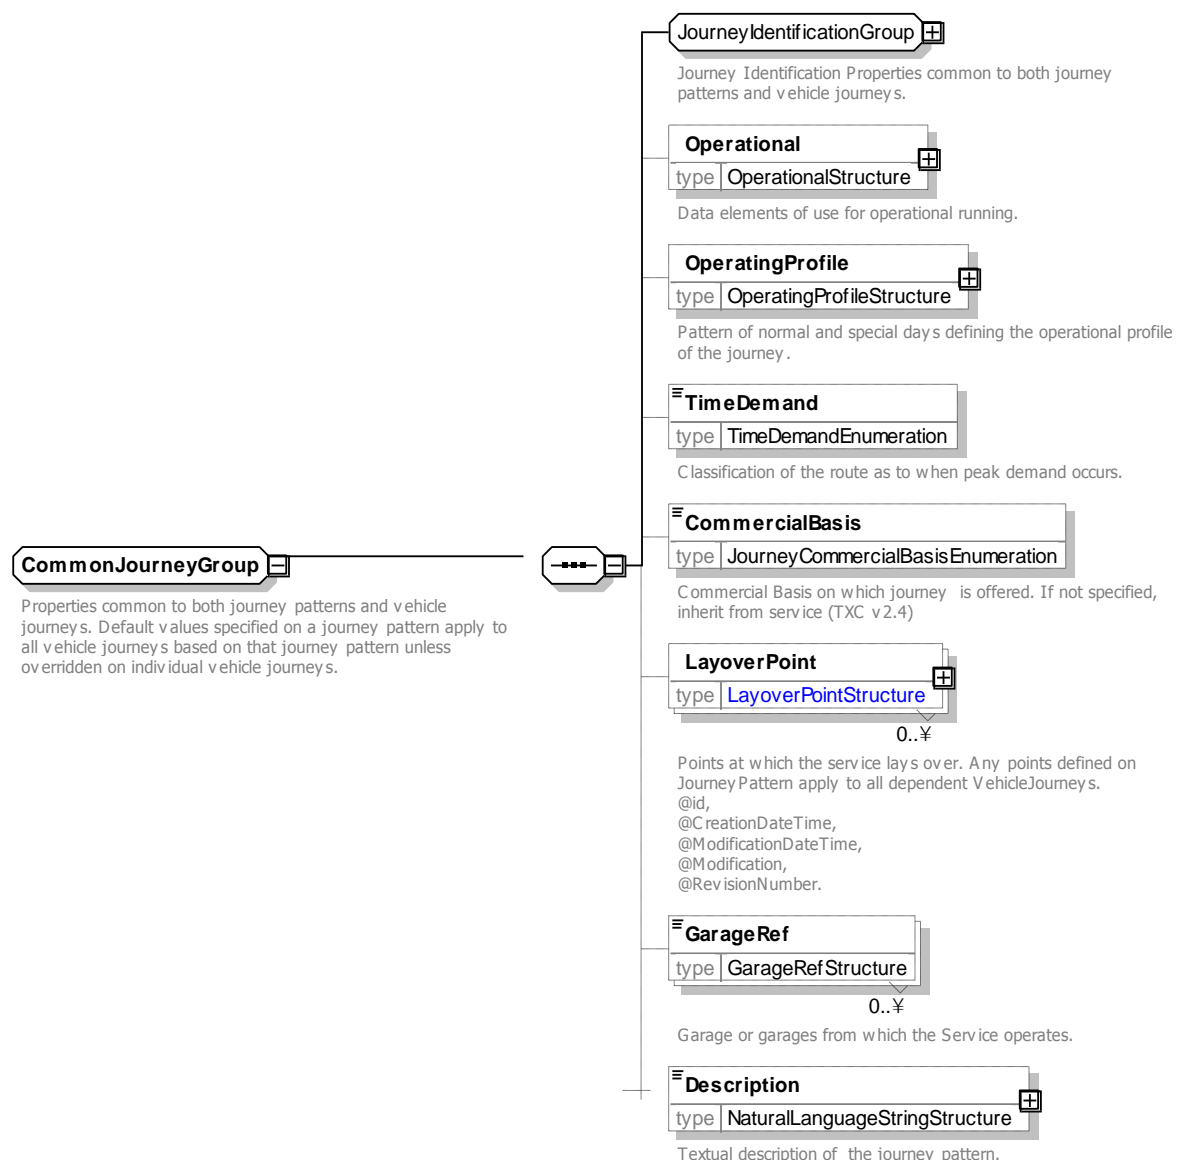 JourneyIdentificationGroup
Journey Identification Properties common to both journey
patterns and vehicle journeys.
Operational
type OperationalStructure
Data elements of use for operational running.
OperatingProfile
type OperatingProfileStructure
Pattern of normal and special days defining the operational profile
of the journey.
TimeDemand
type TimeDemandEnumeration
Classification of the route as to when peak demand occurs.
CommercialBasis
type JourneyCommercialBasisEnumeration
Commercial Basis on which journey is offered. If not specified,
inherit from service (TXC v2.4)
CommonJourneyGroup
Properties common to both journey patterns and vehicle
journeys. Default values specified on a journey pattern apply to
all vehicle journeys based on that journey pattern unless
overridden on individual vehicle journeys.
LayoverPoint
type LayoverPointStructure
0..¥
Points at which the service lays over. Any points defined on
JourneyPattern apply to all dependent VehicleJourneys.
@id,
@CreationDateTime,
@ModificationDateTime,
@Modification,
@RevisionNumber.
GarageRef
type GarageRefStructure
0..¥
Garage or garages from which the Service operates.
Description
type NaturalLanguageStringStructure
Textual description of the journey pattern.